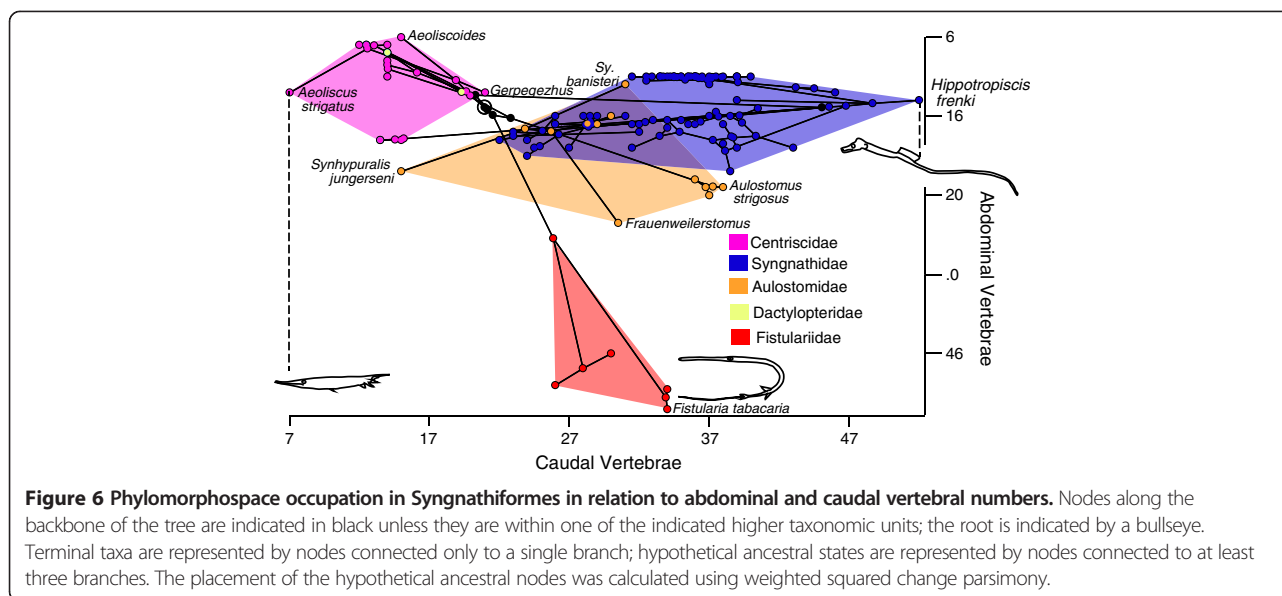 Aeoliscoides
6
Sy.
banisteri
Aeoliscus
strigatus
Gerpegezhus
Hippotropiscis
frenki
16
Synhypuralis
jungerseni
Aulostomus
strigosus
20
Frauenweilerstomus
Abdominal Vertebrae
Centriscidae
Syngnathidae
.0
Aulostomidae
Dactylopteridae
Fistulariidae
46
Fistularia tabacaria
7
17
27
37
47
Caudal Vertebrae
Figure 6 Phylomorphospace occupation in Syngnathiformes in relation to abdominal and caudal vertebral numbers. Nodes along the
backbone of the tree are indicated in black unless they are within one of the indicated higher taxonomic units; the root is indicated by a bullseye.
Terminal taxa are represented by nodes connected only to a single branch; hypothetical ancestral states are represented by nodes connected to at least
three branches. The placement of the hypothetical ancestral nodes was calculated using weighted squared change parsimony.